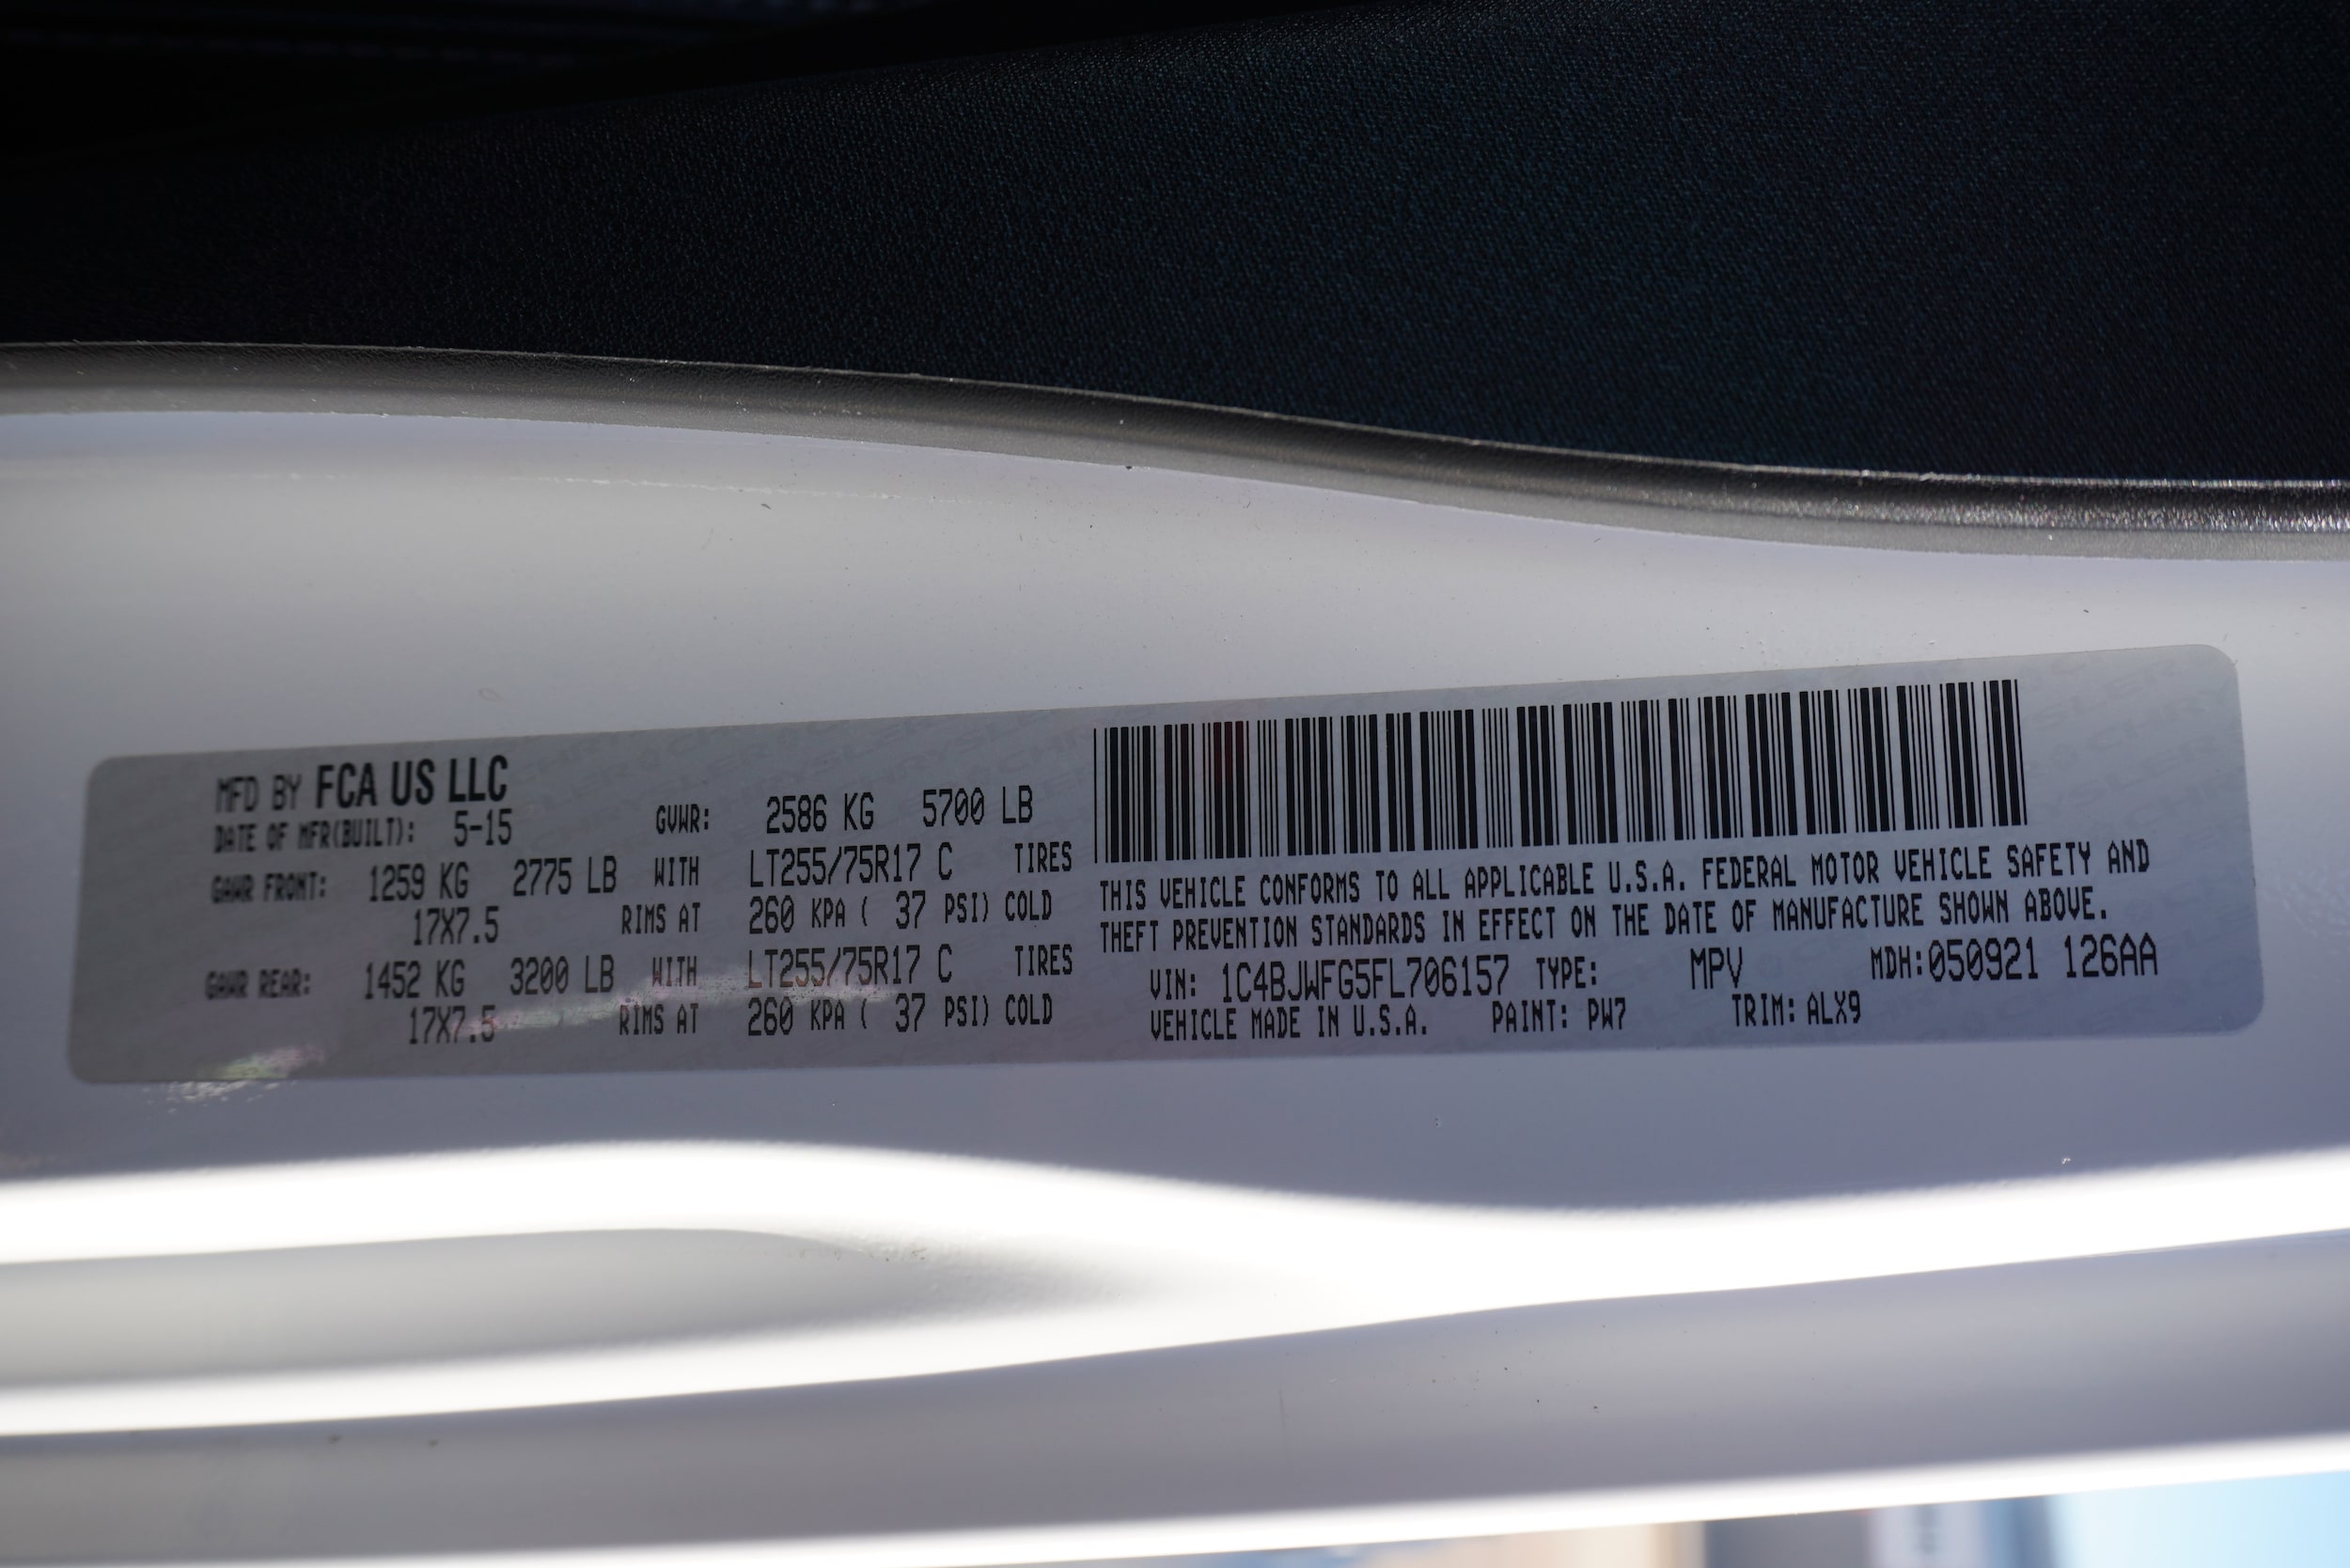 MFD BY FCA US LLC
DATE OF MFR(BUILT): 5-15 GVWR: 2586 KG 5700 LB
GAWR FRONT: 1259 KG 2775 LB WITH LT255/75R17 C TIRES
17X7.5 RIMS AT 260 KPA ( 37 PSI) COLD
GAWR REAR: 1452 KG 3200 LB WITH LT255/75R17 C TIRES
17X7.5 RIMS AT 260 KPA ( 37 PSI) COLD
THIS VEHICLE CONFORMS TO ALL APPLICABLE U.S.A. FEDERAL MOTOR VEHICLE SAFETY AND
THEFT PREVENTION STANDARDS IN EFFECT ON THE DATE OF MANUFACTURE SHOWN ABOVE.
VIN: 1C4BJWFG5FL706157 TYPE: MPV MDH:050921 126AA
VEHICLE MADE IN U.S.A. PAINT: PW7 TRIM: ALX9